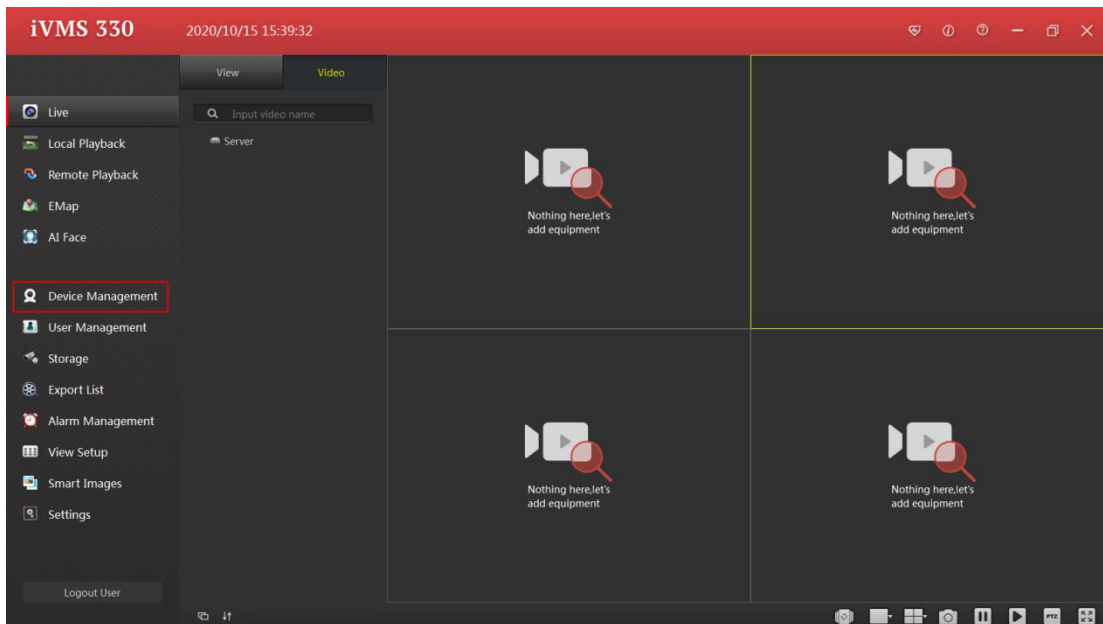 iVMS 330
2020/10/15 15:39:32
View
Video
Input video name
Server
Live
Local Playback
Remote Playback
EMap
AI Face
Device Management
User Management
Storage
Export List
Alarm Management
View Setup
Smart Images
Settings
Logout User
Nothing here,let's
add equipment
Nothing here,let's
add equipment
Nothing here,let's
add equipment
Nothing here,let's
add equipment
PTZ